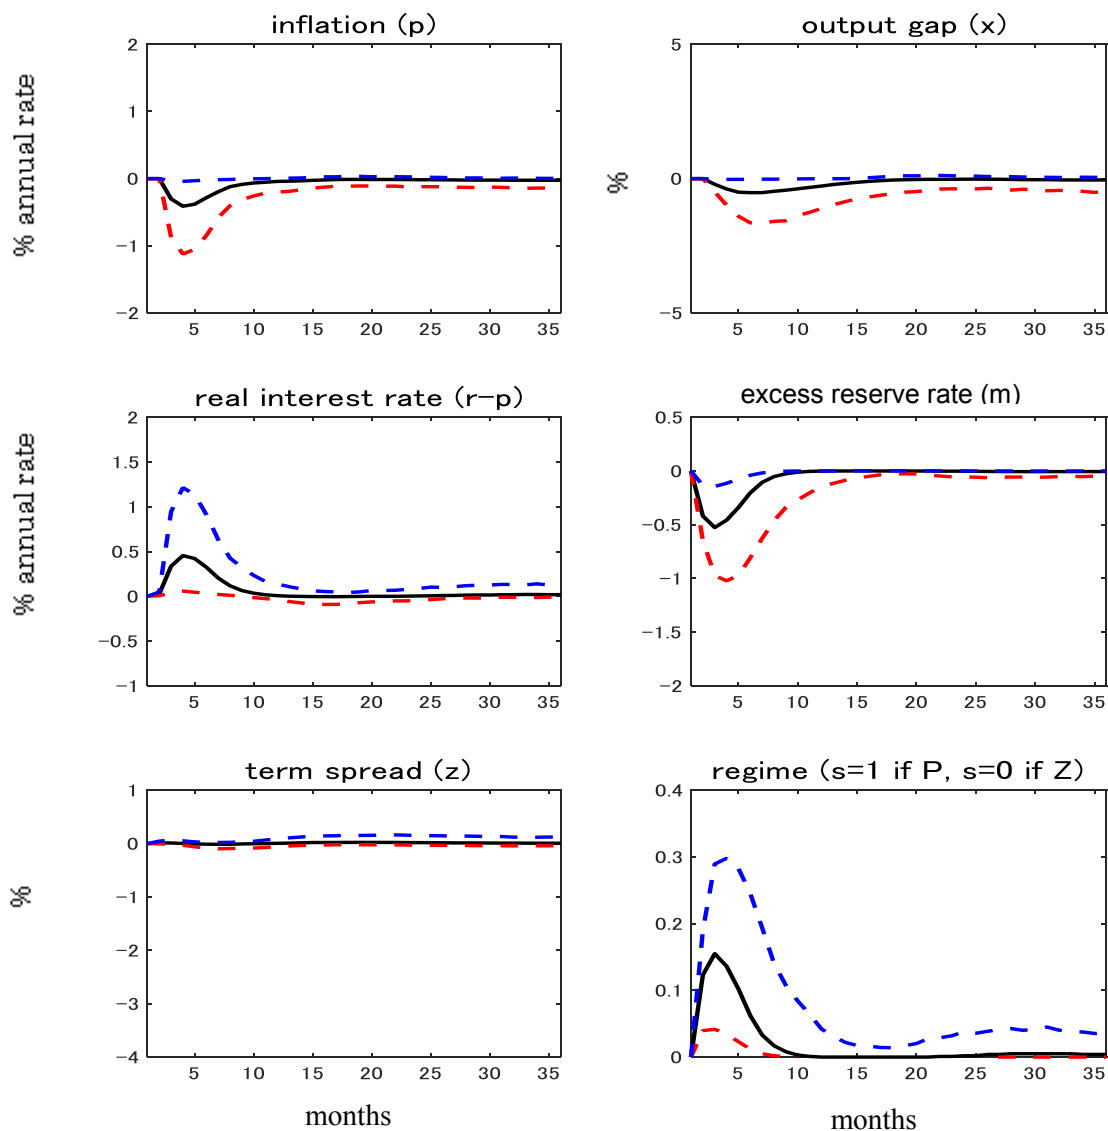 inflation (p)
output gap (x)
% annual rate
2
1
0
−1
−2
5 10 15 20 25 30 35
%
5
0
−5
5 10 15 20 25 30 35
real interest rate (r−p)
excess reserve rate (m)
% annual rate
2
1.5
1
0.5
0
−0.5
−1
5 10 15 20 25 30 35
0.5
0
−0.5
−1
−1.5
−2
5 10 15 20 25 30 35
term spread (z)
regime (s=1 if P, s=0 if Z)
%
1
0
−1
−2
−3
−4
5 10 15 20 25 30 35
months
0.4
0.3
0.2
0.1
0
5 10 15 20 25 30 35
months